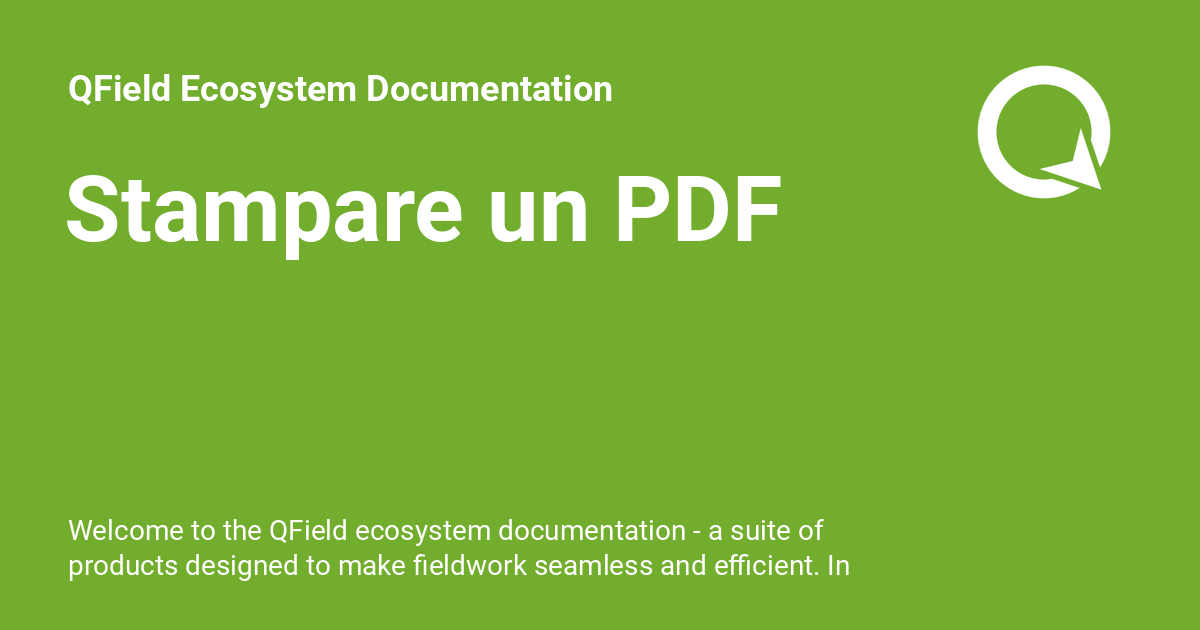 QField Ecosystem Documentation
Stampare un PDF
Welcome to the QField ecosystem documentation - a suite of
products designed to make fieldwork seamless and efficient. In